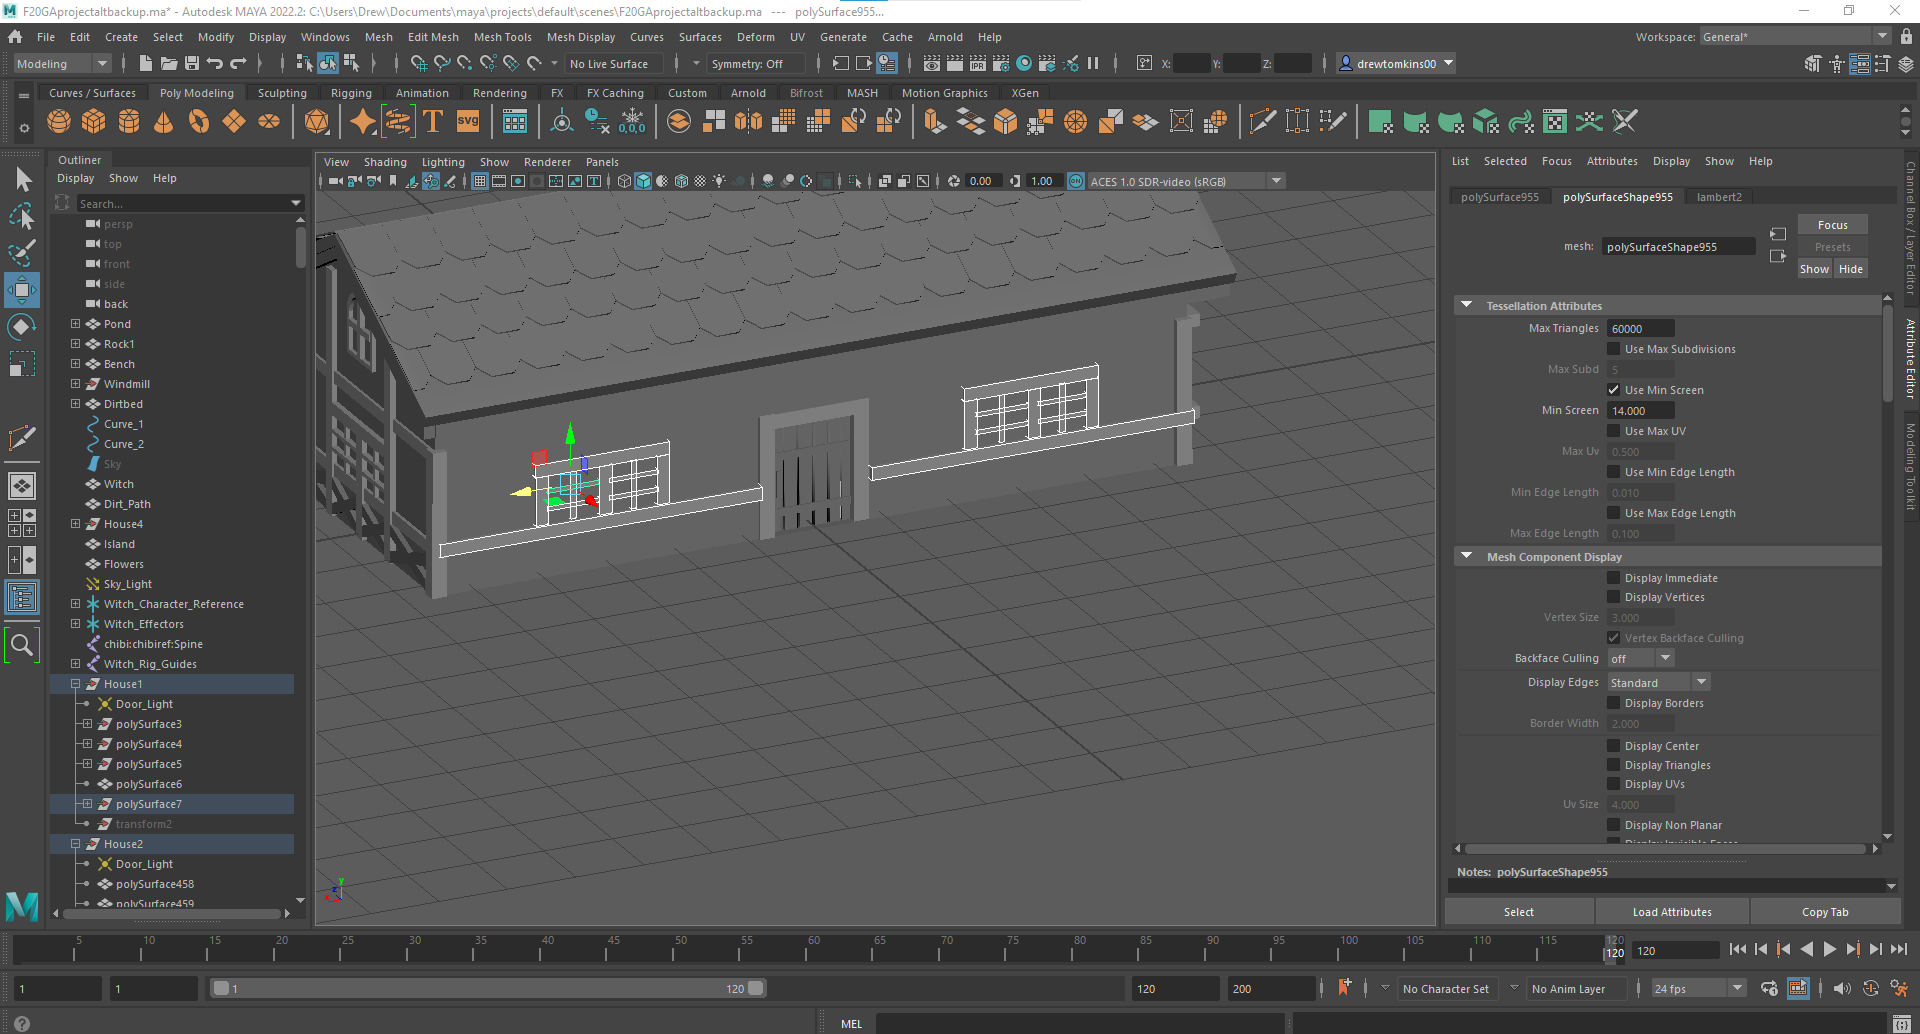 F20GAprojectaltbackup.ma* - Autodesk MAYA 2022.2: C:\Users\Drew\Documents\maya\projects\default\scenes\F20GAprojectaltbackup.ma --- polySurface955...
File Edit Create Select Modify Display Windows Mesh Edit Mesh Mesh Tools Mesh Display Curves Surfaces Deform UV Generate Cache Arnold Help
Workspace: General*
Modeling
No Live Surface
Symmetry: Off
IPR
X: Y: Z:
drewtomkins00
Curves / Surfaces Poly Modeling Sculpting Rigging Animation Rendering FX FX Caching Custom Arnold Bifrost MASH Motion Graphics XGen
T svg 0,0,0
Outliner
Display Show Help
Search...
persp
top
front
side
back
Pond
Rock1
Bench
Windmill
Dirtbed
Curve_1
Curve_2
Sky
Witch
Dirt_Path
House4
Island
Flowers
Sky_Light
Witch_Character_Reference
Witch_Effectors
chibi:chibiref:Spine
Witch_Rig_Guides
House1
Door_Light
polySurface3
polySurface4
polySurface5
polySurface6
polySurface7
transform2
House2
Door_Light
polySurface458
polySurface459
View Shading Lighting Show Renderer Panels
0.00 1.00 ON ACES 1.0 SDR-video (sRGB)
y
z
x
List Selected Focus Attributes Display Show Help
polySurface955 polySurfaceShape955 lambert2
mesh: polySurfaceShape955
Focus
Presets
Show Hide
Tessellation Attributes
Max Triangles 60000
Use Max Subdivisions
Max Subd 5
Use Min Screen
Min Screen 14.000
Use Max UV
Max Uv 0.500
Use Min Edge Length
Min Edge Length 0.010
Use Max Edge Length
Max Edge Length 0.100
Mesh Component Display
Display Immediate
Display Vertices
Vertex Size 3.000
Vertex Backface Culling
Backface Culling off
Display Edges Standard
Display Borders
Border Width 2.000
Display Center
Display Triangles
Display UVs
Uv Size 4.000
Display Non Planar
Display Invisible Faces
Notes: polySurfaceShape955
Select Load Attributes Copy Tab
Channel Box / Layer Editor
Attribute Editor
Modeling Toolkit
5 10 15 20 25 30 35 40 45 50 55 60 65 70 75 80 85 90 95 100 105 110 115 120
120
120
1 1 1 120 120 200
No Character Set
No Anim Layer
24 fps
MEL